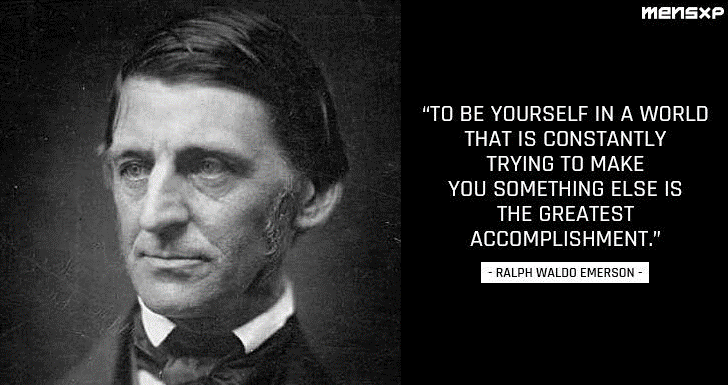 MENSXP
“TO BE YOURSELF IN A WORLD
THAT IS CONSTANTLY
TRYING TO MAKE
YOU SOMETHING ELSE IS
THE GREATEST
ACCOMPLISHMENT.”
- RALPH WALDO EMERSON -